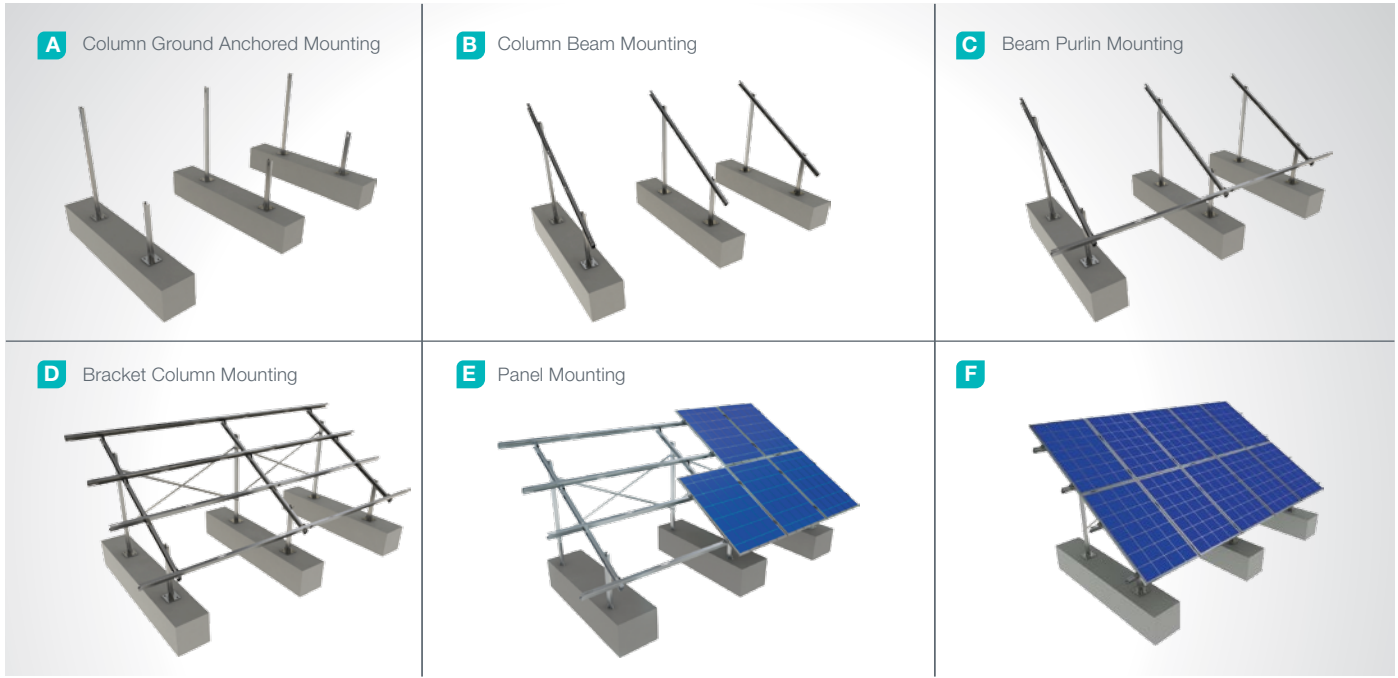 A Column Ground Anchored Mounting
B Column Beam Mounting
C Beam Purlin Mounting
D Bracket Column Mounting
E Panel Mounting
F